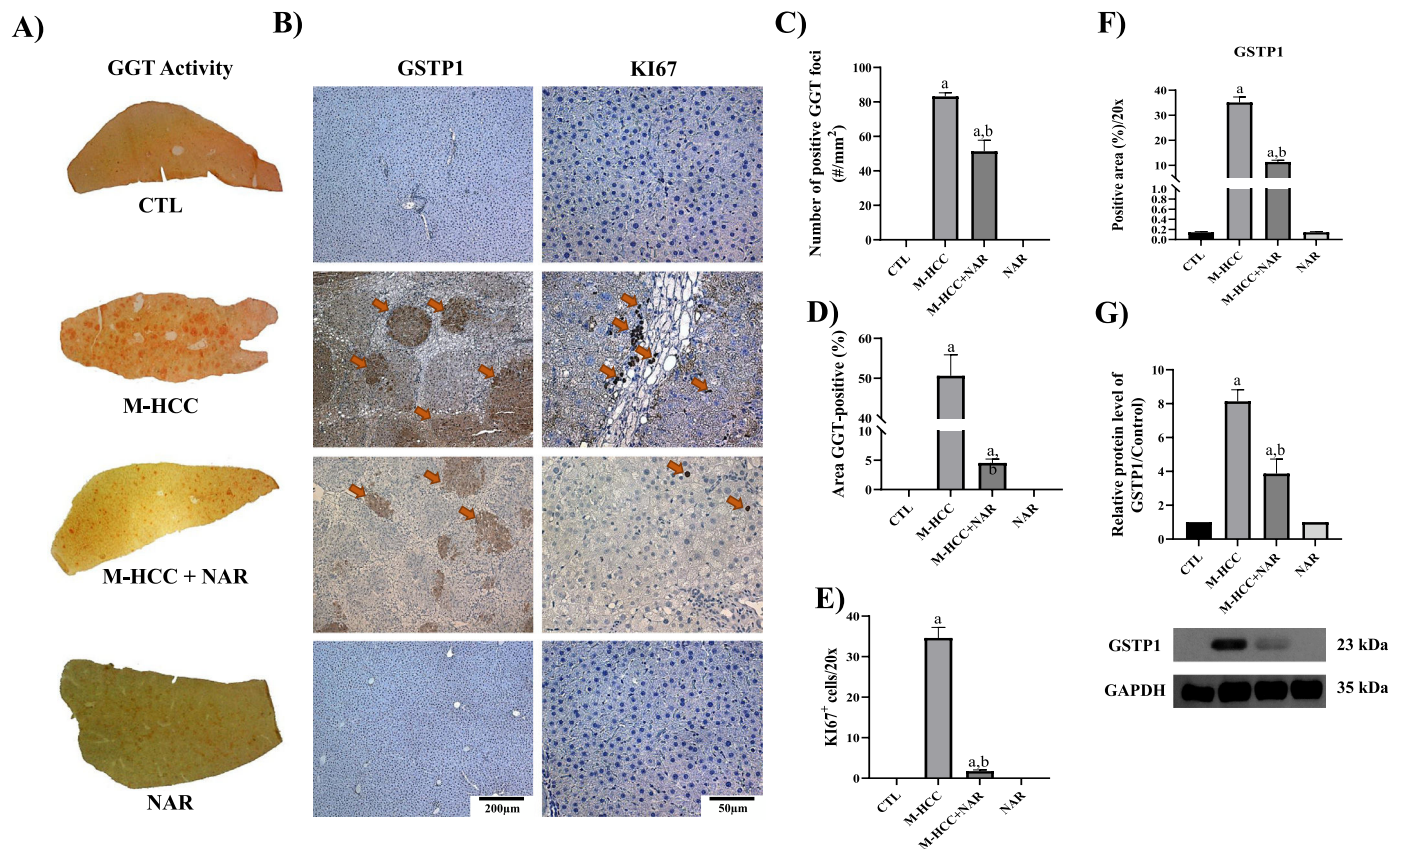 A)
GGT Activity
CTL
M-HCC
M-HCC + NAR
NAR
B)
GSTP1
KI67
200µm
50µm
C)
Number of positive GGT foci
(#/mm²)
100
80
60
40
20
0
a
a,b
CTL
M-HCC
M-HCC+NAR
NAR
D)
Area GGT-positive (%)
60
50
40
10
5
0
a
a,
b
CTL
M-HCC
M-HCC+NAR
NAR
E)
KI67⁺ cells/20x
40
30
20
10
0
a
a,b
CTL
M-HCC
M-HCC+NAR
NAR
F)
GSTP1
Positive area (%)/20x
40
30
20
10
1.0
0.8
0.6
0.4
0.2
0.0
a
a,b
CTL
M-HCC
M-HCC+NAR
NAR
G)
Relative protein level of
GSTP1/Control
10
8
6
4
2
0
a
a,b
CTL
M-HCC
M-HCC+NAR
NAR
GSTP1
23 kDa
GAPDH
35 kDa